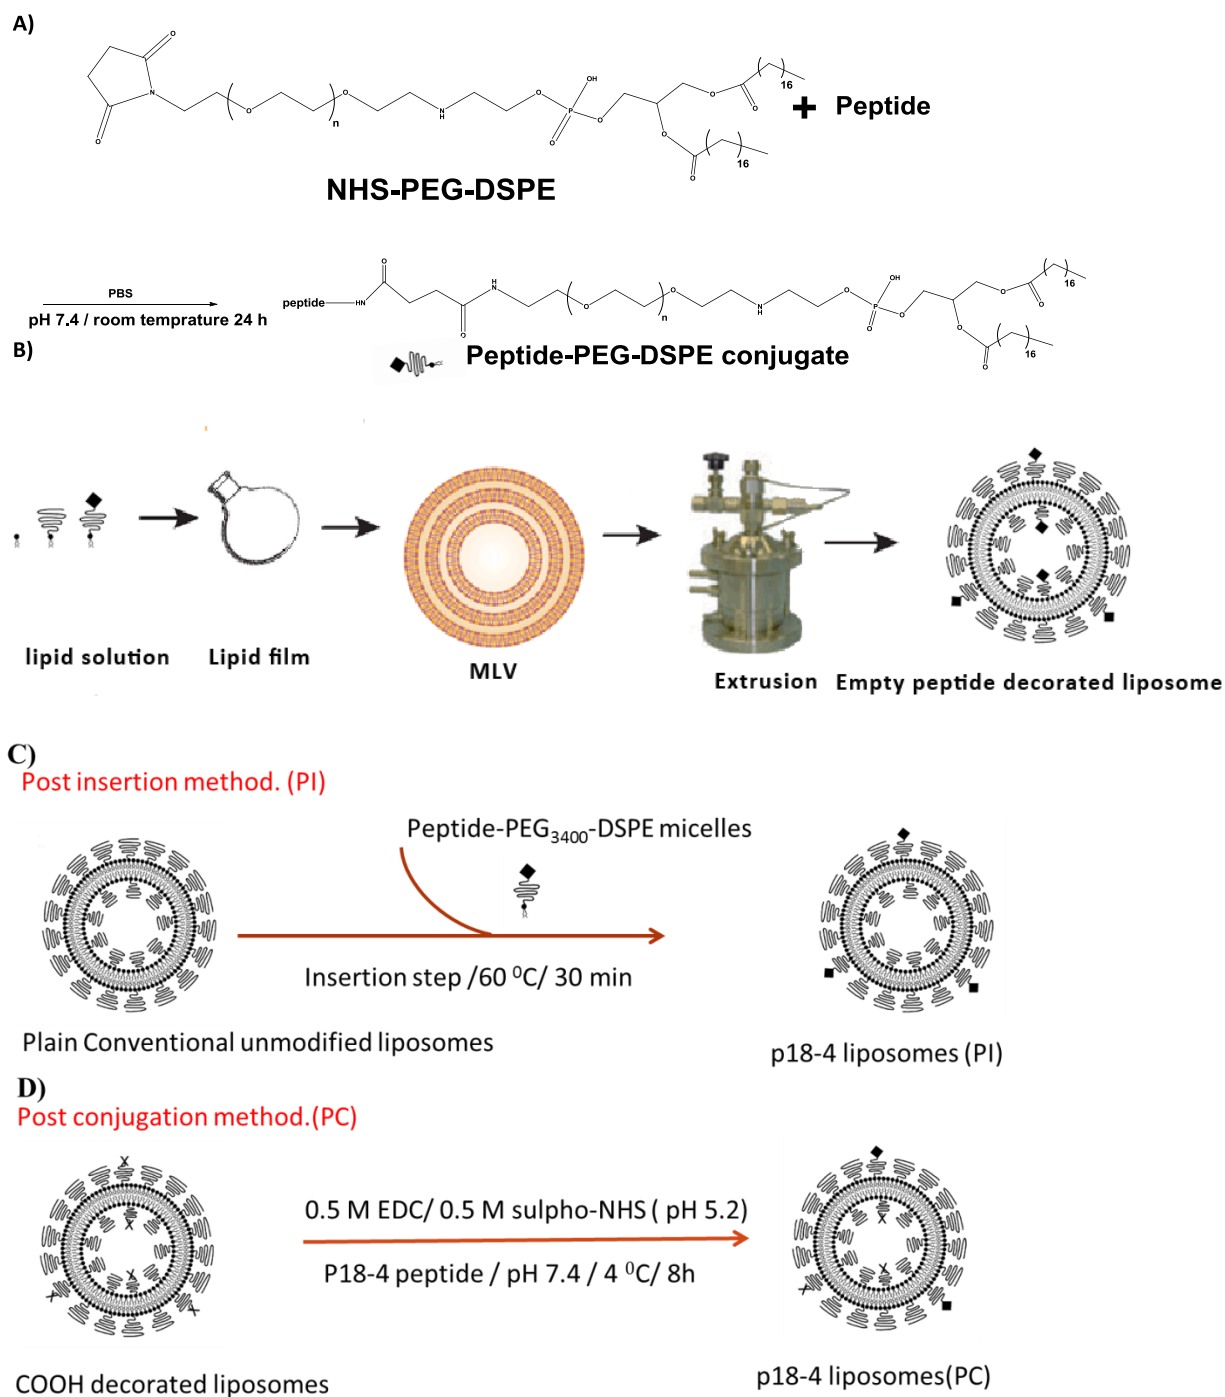 A)
O
O
N
O
n
O
N
H
O
OH
P
O
O
O
O
16
O
O
16
+ Peptide
NHS-PEG-DSPE
PBS
pH 7.4 / room temprature 24 h
peptide
HN
O
O
H
N
O
n
O
N
H
O
OH
P
O
O
O
O
16
O
O
16
B)
Peptide-PEG-DSPE conjugate
lipid solution
Lipid film
MLV
Extrusion
Empty peptide decorated liposome
C)
Post insertion method. (PI)
Peptide-PEG3400-DSPE micelles
Insertion step /60 ⁰C/ 30 min
Plain Conventional unmodified liposomes
p18-4 liposomes (PI)
D)
Post conjugation method.(PC)
X
X
X
X
X
0.5 M EDC/ 0.5 M sulpho-NHS ( pH 5.2)
P18-4 peptide / pH 7.4 / 4 ⁰C/ 8h
X
X
X
COOH decorated liposomes
p18-4 liposomes(PC)